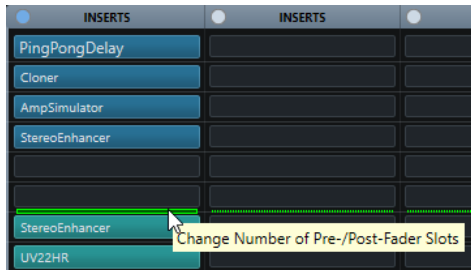 INSERTS
INSERTS
PingPongDelay
Cloner
AmpSimulator
StereoEnhancer
StereoEnhancer
Change Number of Pre-/Post-Fader Slots
UV22HR